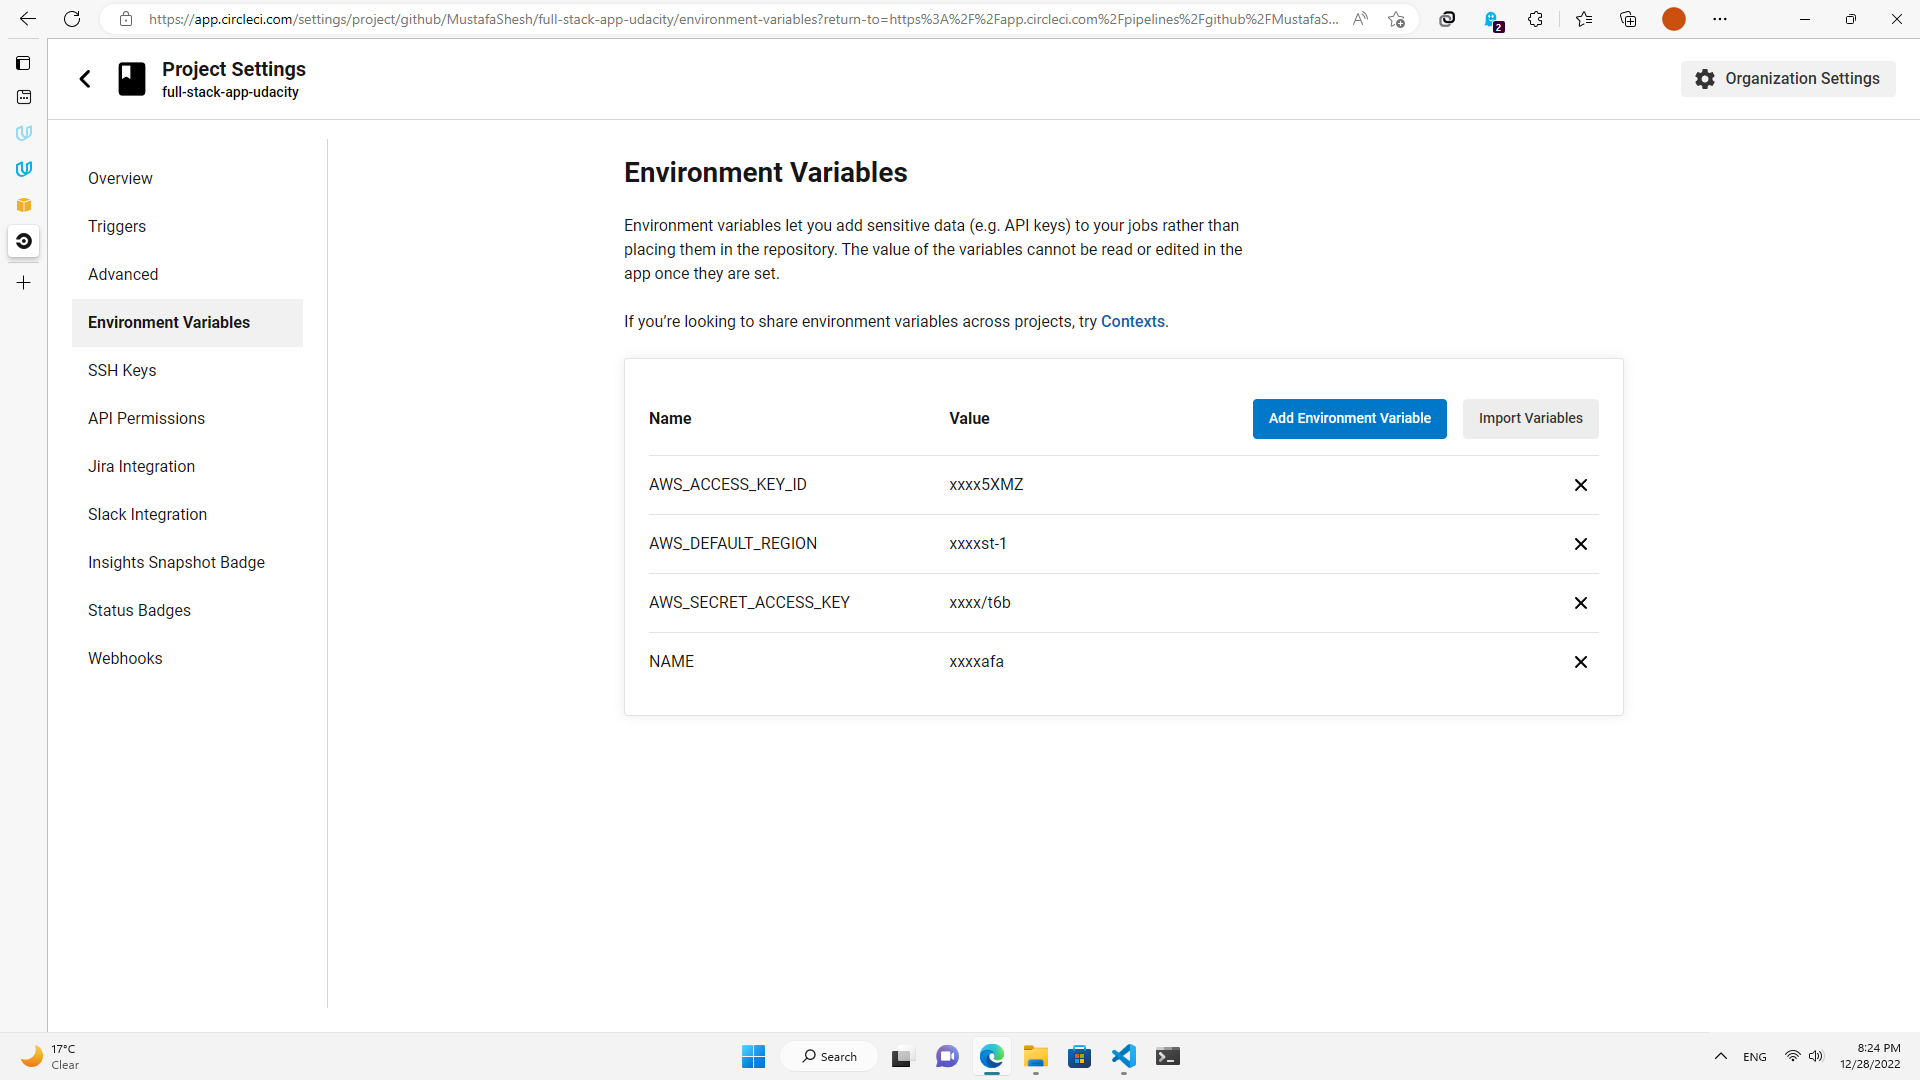 https://app.circleci.com/settings/project/github/MustafaShesh/full-stack-app-udacity/environment-variables?return-to=https%3A%2F%2Fapp.circleci.com%2Fpipelines%2Fgithub%2FMustafaS...
2
Project Settings
full-stack-app-udacity
Organization Settings
Overview
Triggers
Advanced
Environment Variables
SSH Keys
API Permissions
Jira Integration
Slack Integration
Insights Snapshot Badge
Status Badges
Webhooks
Environment Variables
Environment variables let you add sensitive data (e.g. API keys) to your jobs rather than
placing them in the repository. The value of the variables cannot be read or edited in the
app once they are set.
If you’re looking to share environment variables across projects, try Contexts.
Name Value Add Environment Variable Import Variables
AWS_ACCESS_KEY_ID xxxx5XMZ
AWS_DEFAULT_REGION xxxxst-1
AWS_SECRET_ACCESS_KEY xxxx/t6b
NAME xxxxafa
17°C
Clear
Search
ENG
8:24 PM
12/28/2022